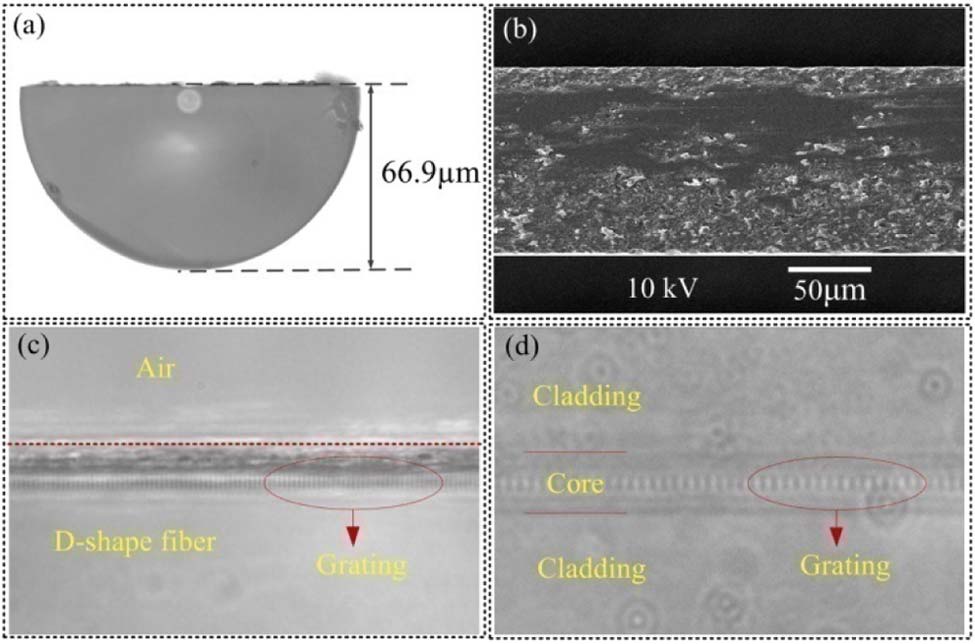 (a)
66.9μm
(b)
10 kV
50μm
(c)
Air
D-shape fiber
Grating
(d)
Cladding
Core
Cladding
Grating